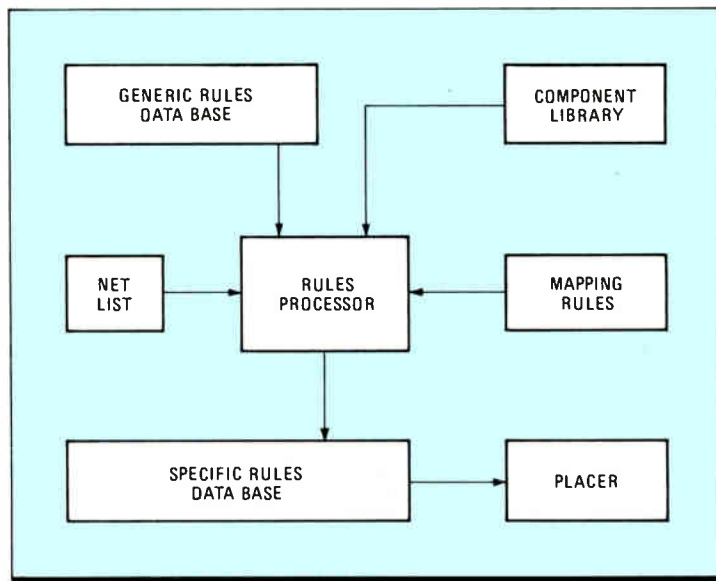 GENERIC RULES
DATA BASE
COMPONENT
LIBRARY
NET
LIST
RULES
PROCESSOR
MAPPING
RULES
SPECIFIC RULES
DATA BASE
PLACER